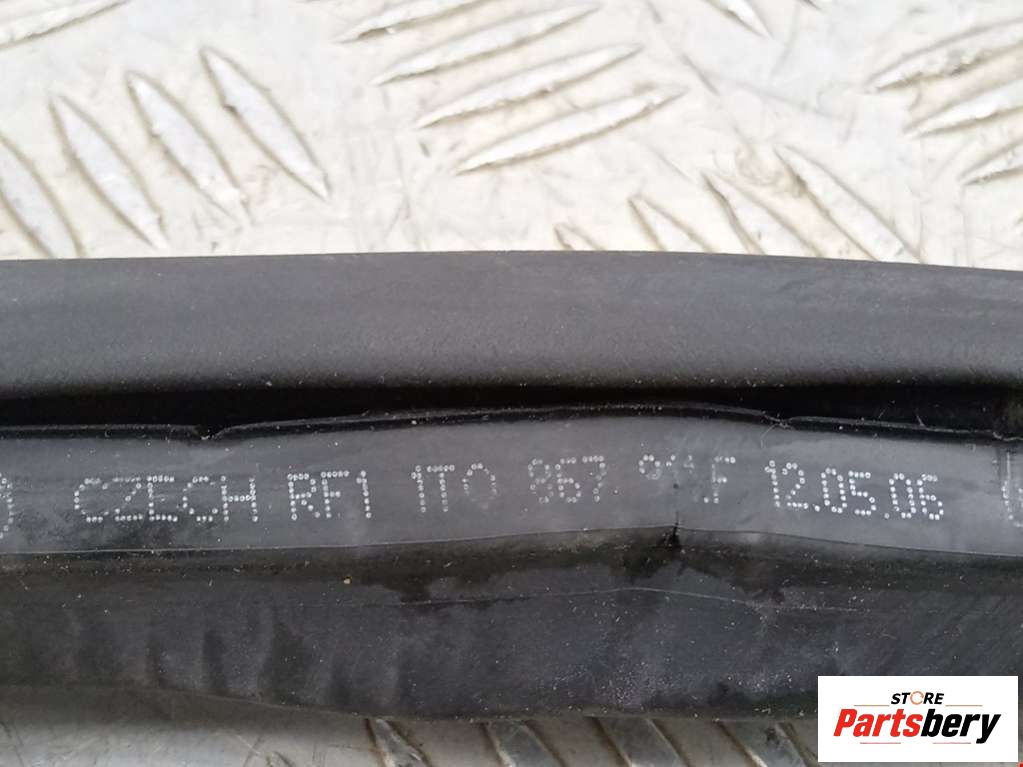 CZECH RF1 1T0 867 12.05.06
STORE
Partsbery